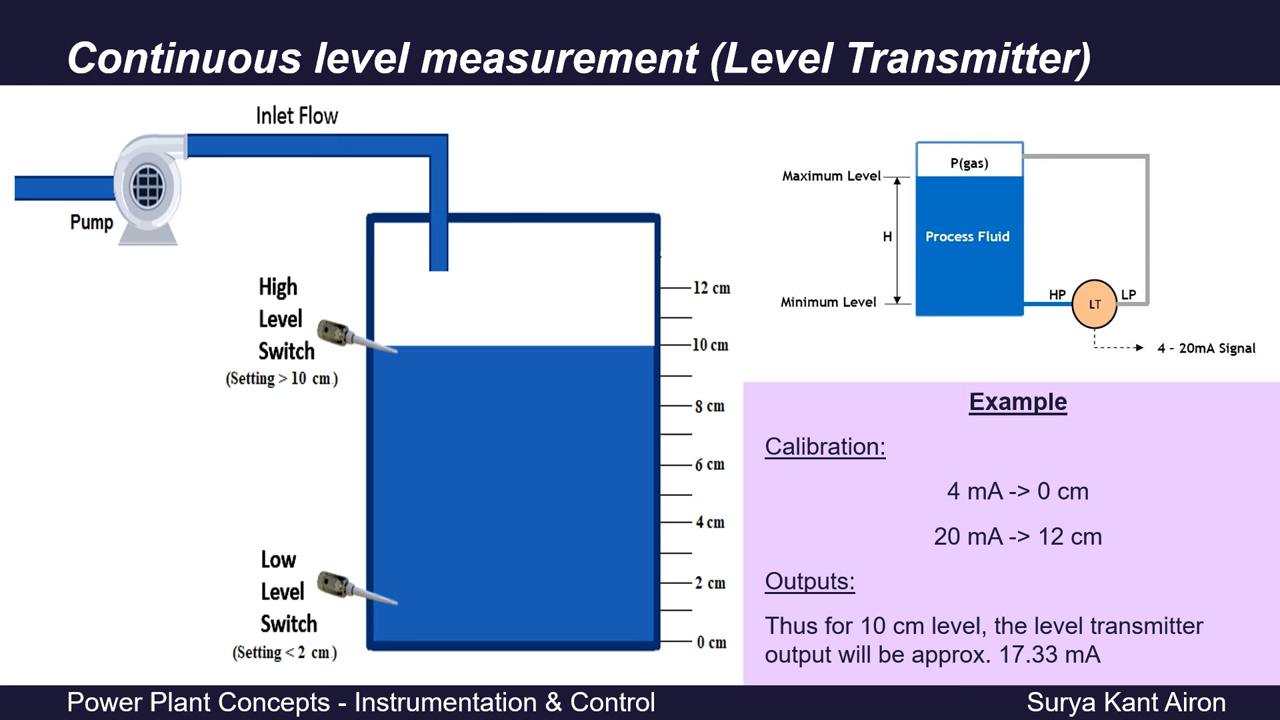 Continuous level measurement (Level Transmitter)
Inlet Flow
Pump
High
Level
Switch
(Setting > 10 cm.)
Low
Level
Switch
(Setting < 2 cm.)
12 cm
10 cm
8 cm
6 cm
4 cm
2 cm
0 cm
P(gas)
Maximum Level
H
Process Fluid
Minimum Level
HP
LT
LP
4 – 20mA Signal
Example
Calibration:
4 mA -> 0 cm
20 mA -> 12 cm
Outputs:
Thus for 10 cm level, the level transmitter
output will be approx. 17.33 mA
Power Plant Concepts - Instrumentation & Control
Surya Kant Airon